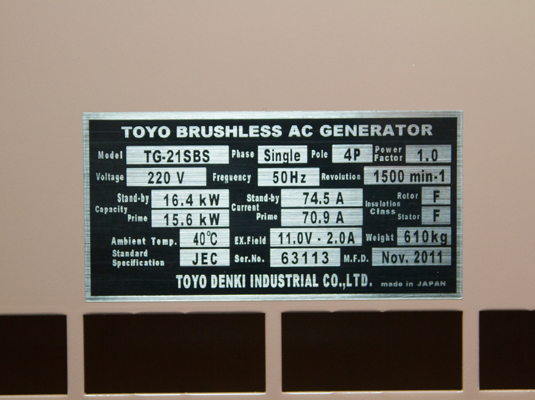 TOYO BRUSHLESS AC GENERATOR
Model TG-21SBS Phase Single Pole 4P Power Factor 1.0
Voltage 220 V Frequency 50Hz Revolution 1500 min-1
Capacity Stand-by 16.4 kW Current Stand-by 74.5 A Insulation Class Rotor F
Prime 15.6 kW Prime 70.9 A Stator F
Ambient Temp. 40°C EX.Field 11.0V - 2.0A Weight 610kg
Standard Specification JEC Ser.No. 63113 M.F.D. Nov. 2011
TOYO DENKI INDUSTRIAL CO.,LTD. made in JAPAN